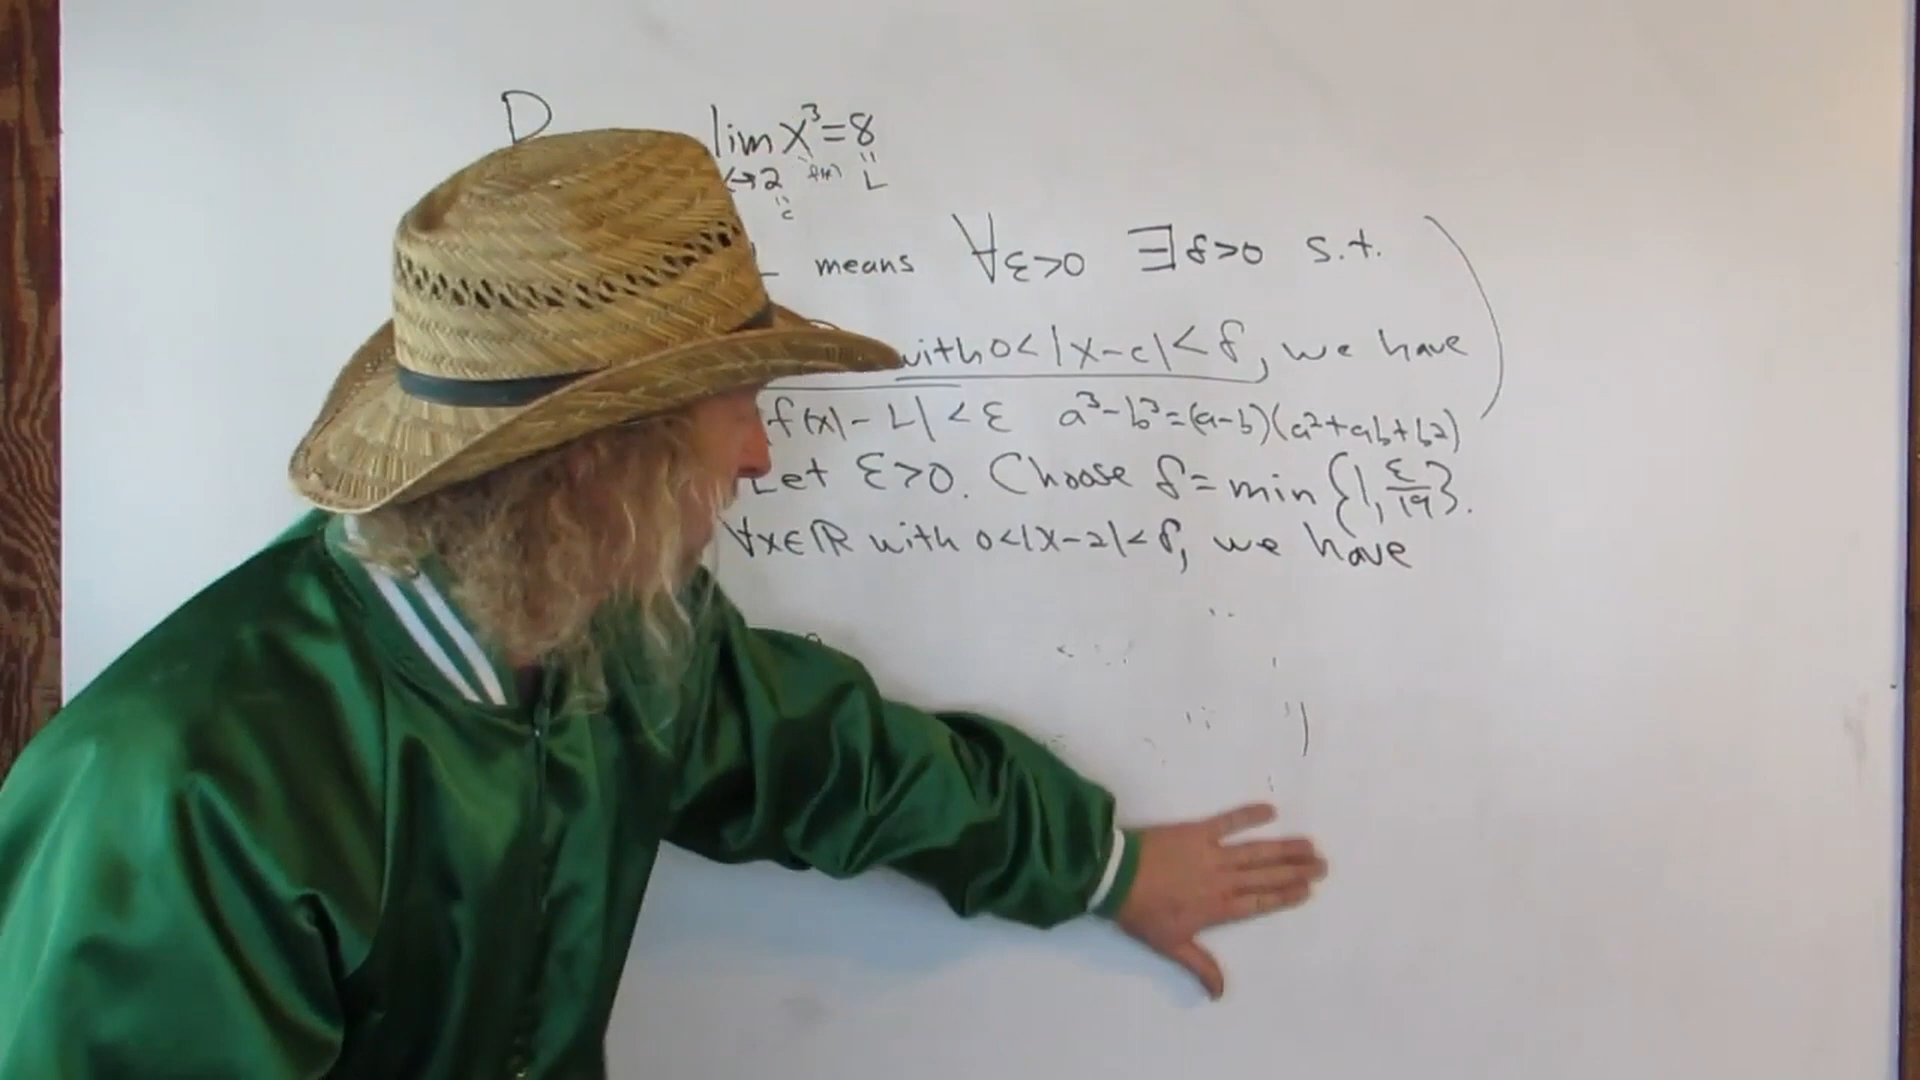 lim x³=8
→2 f(x) L
c
means ∀ε>0 ∃δ>0 s.t.
with 0<|x-c|<δ, we have
f(x)-L|<ε a³-b³=(a-b)(a²+ab+b²)
Let ε>0. Choose δ=min{1, ε/19}.
∀x∈ℝ with 0<|x-2|<δ, we have